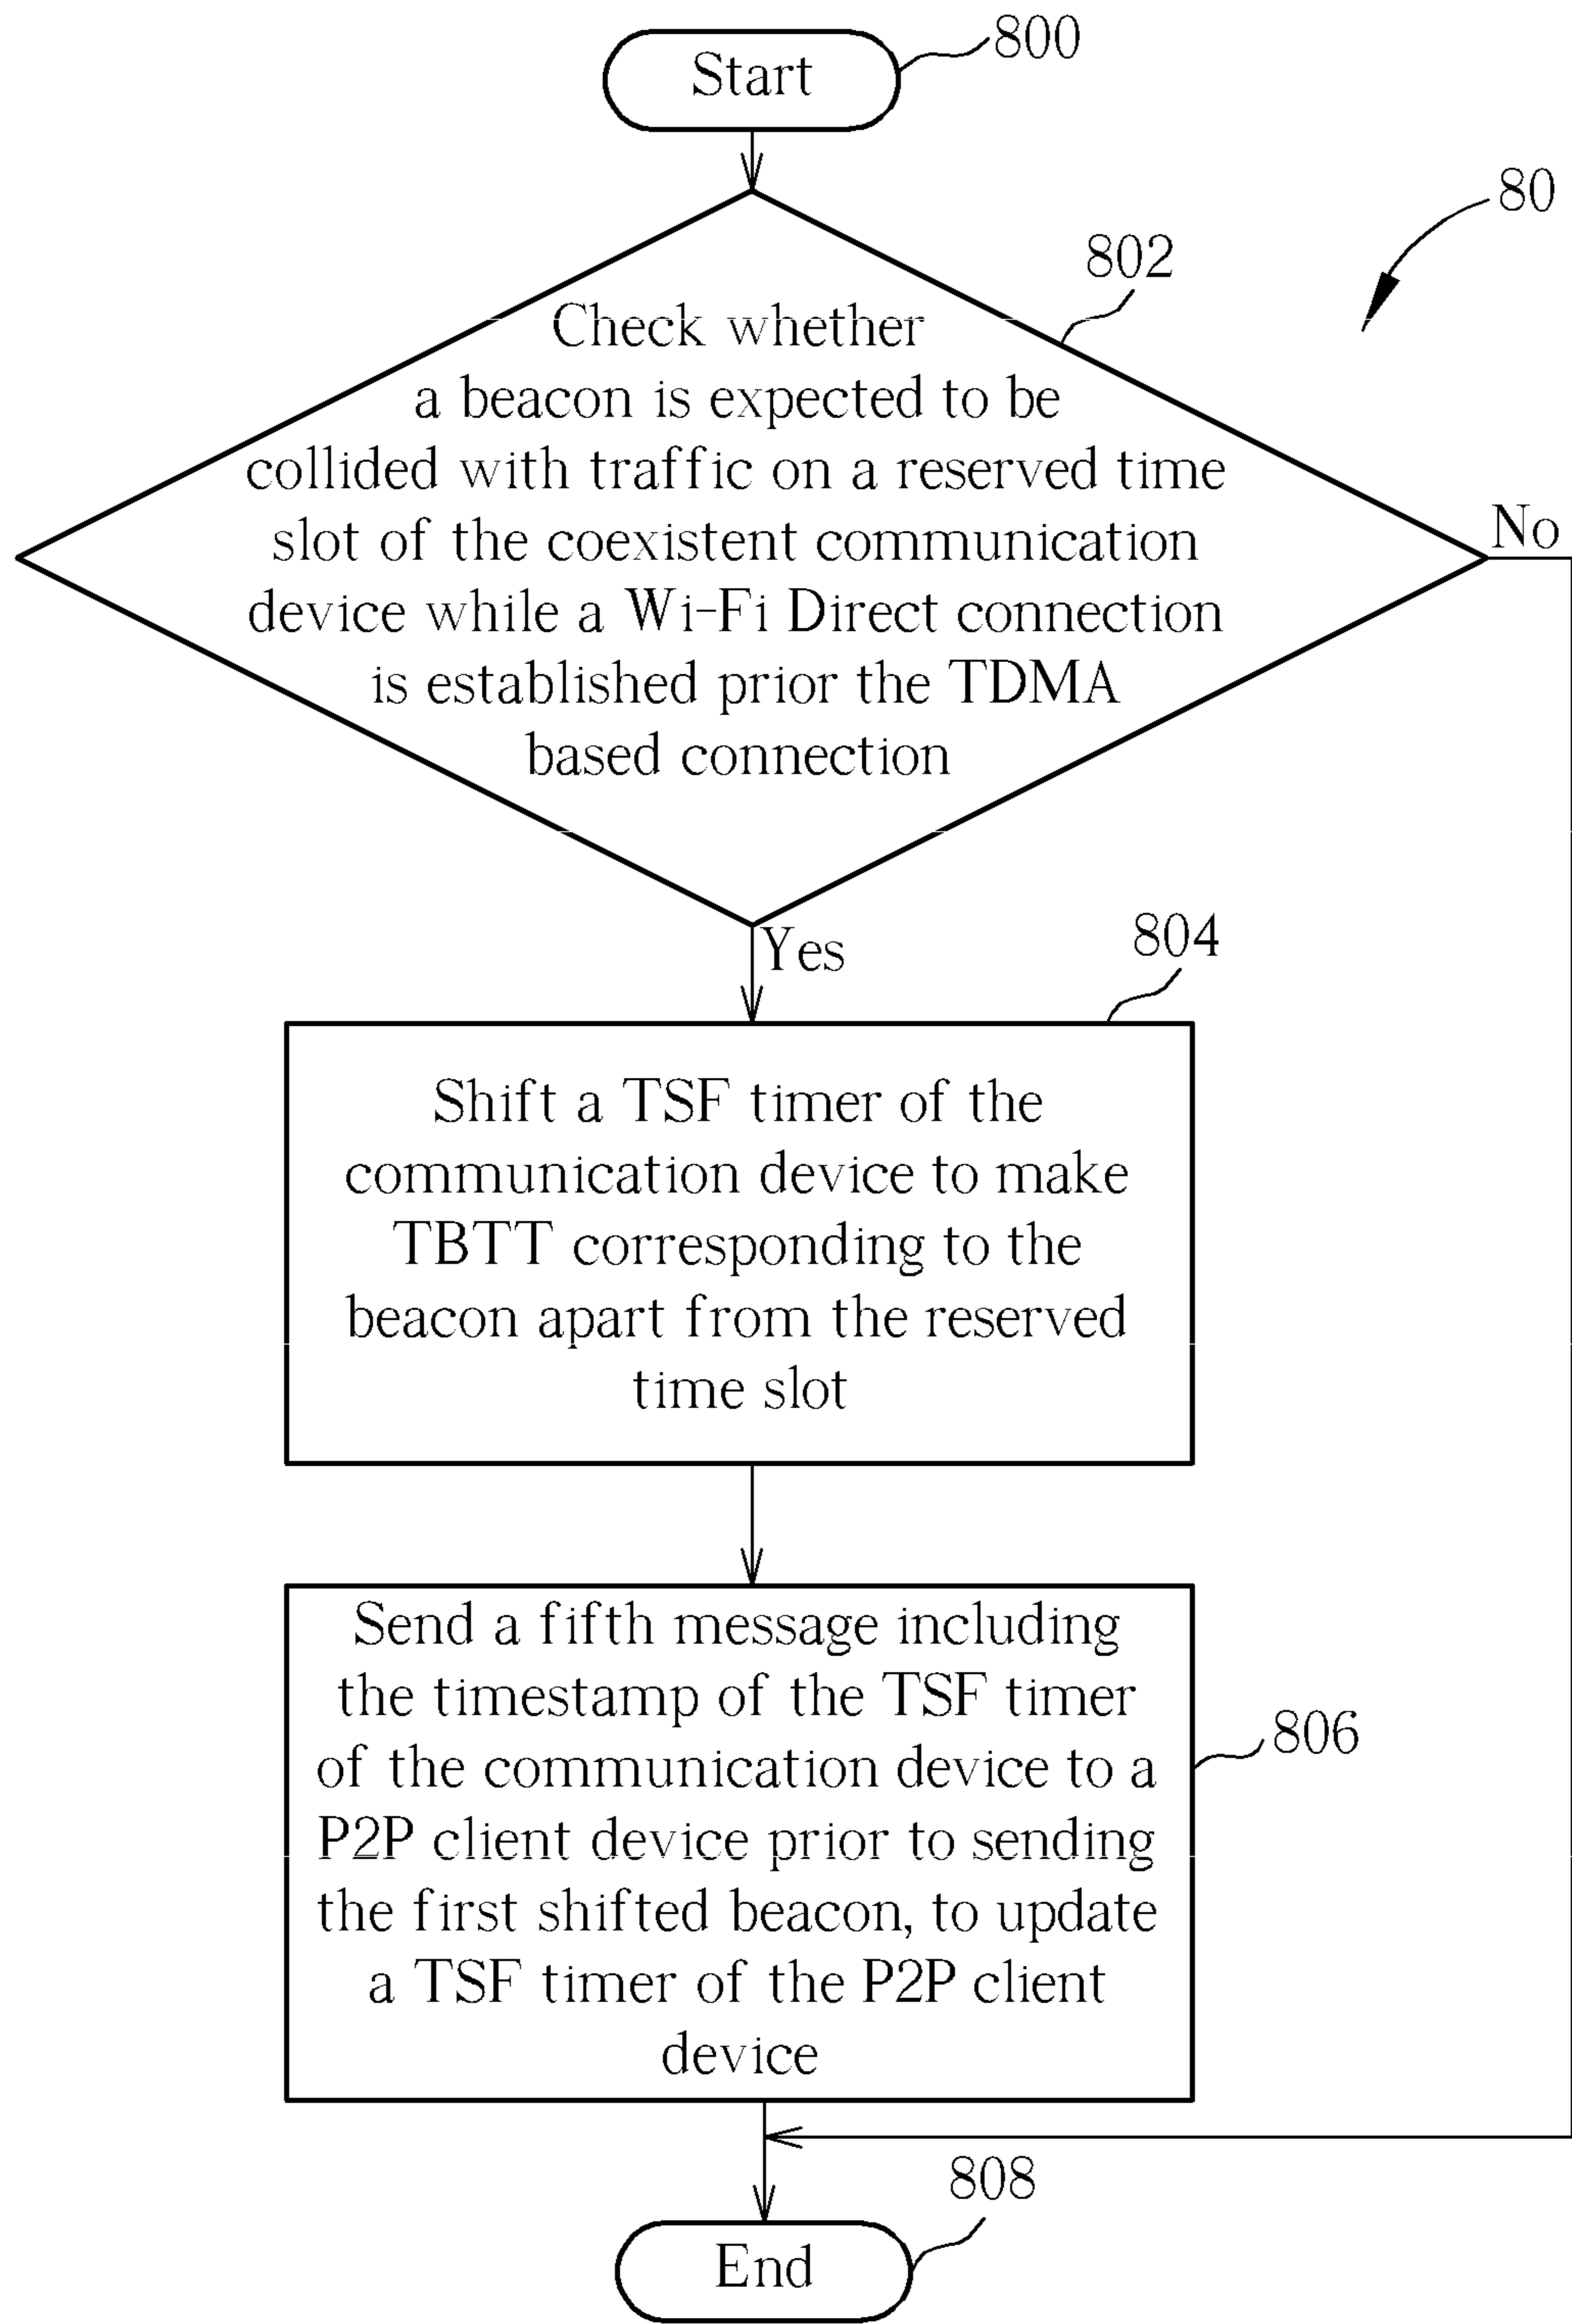 Start
800
80
802
Check whether
a beacon is expected to be
collided with traffic on a reserved time
slot of the coexistent communication
device while a Wi-Fi Direct connection
is established prior the TDMA
based connection
No
Yes
804
Shift a TSF timer of the
communication device to make
TBTT corresponding to the
beacon apart from the reserved
time slot
Send a fifth message including
the timestamp of the TSF timer
of the communication device to a
P2P client device prior to sending
the first shifted beacon, to update
a TSF timer of the P2P client
device
806
808
End